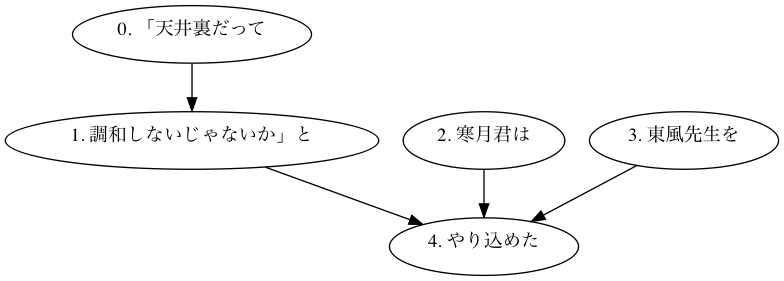 0. 「天井裏だって
1. 調和しないじゃないか」と
2. 寒月君は
3. 東風先生を
4. やり込めた